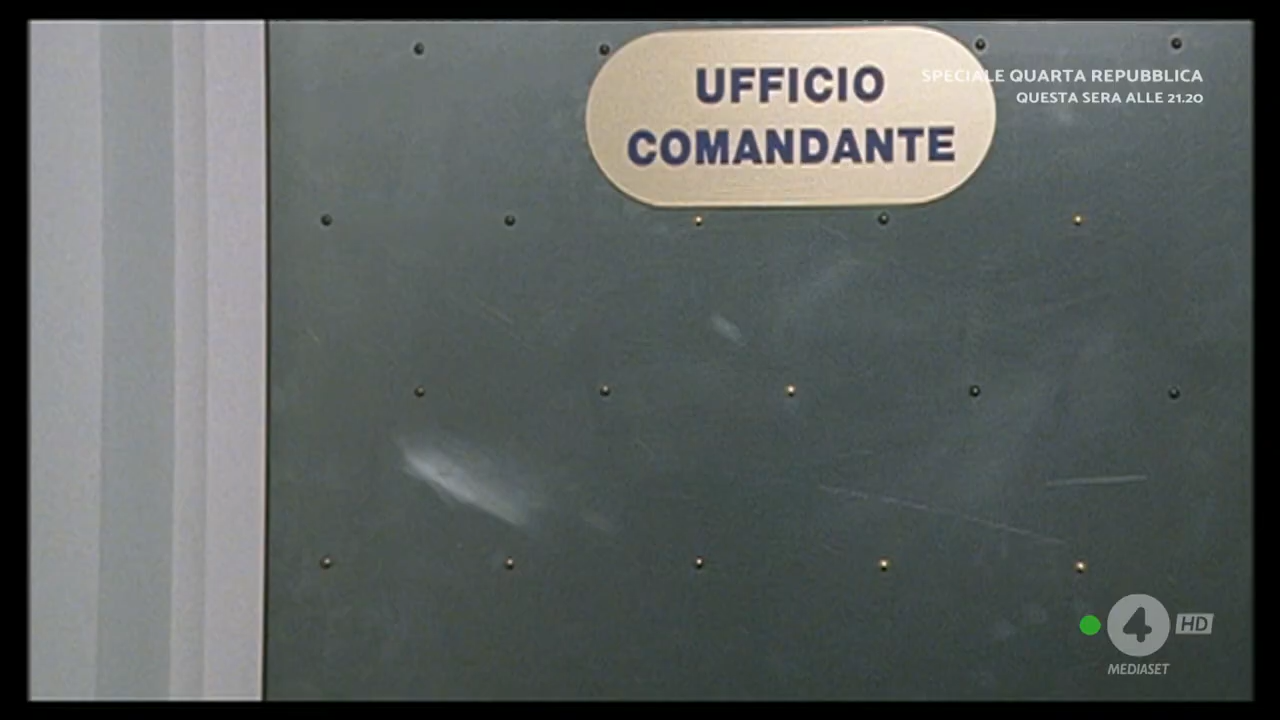 UFFICIO
COMANDANTE
SPECIALE QUARTA REPUBBLICA
QUESTA SERA ALLE 21.20
4 HD
MEDIASET